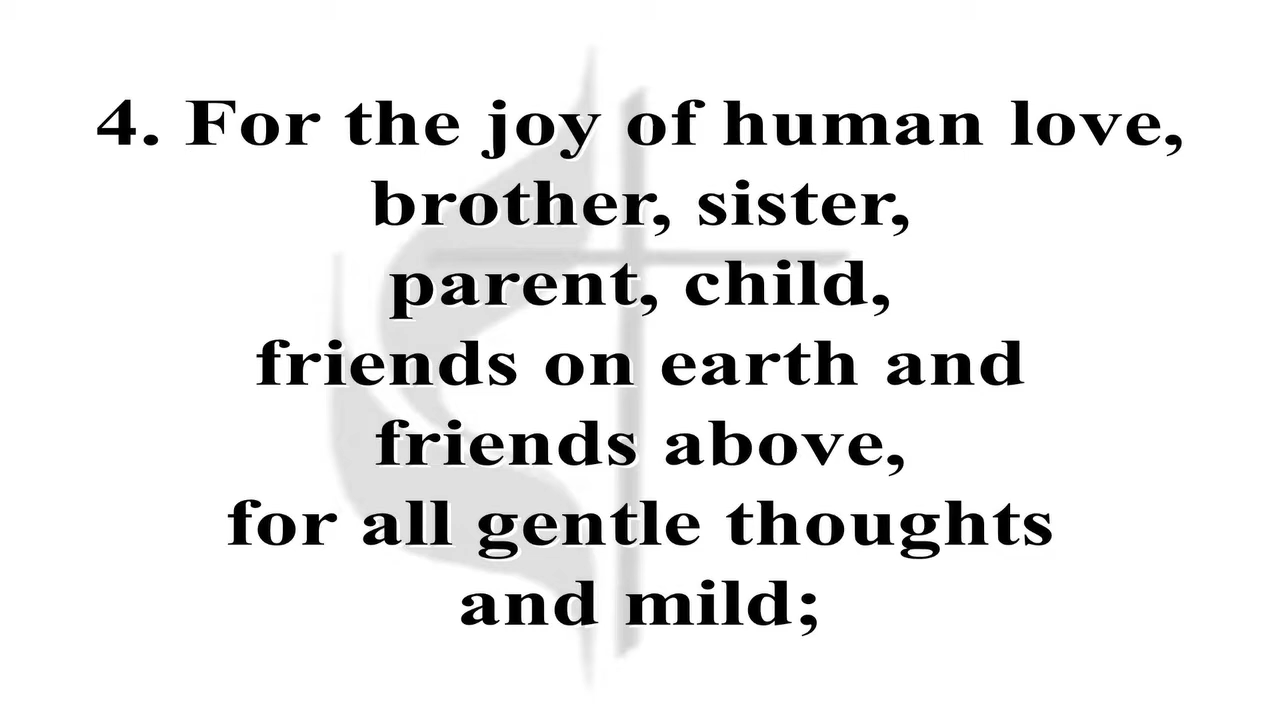 4. For the joy of human love,
brother, sister,
parent, child,
friends on earth and
friends above,
for all gentle thoughts
and mild;